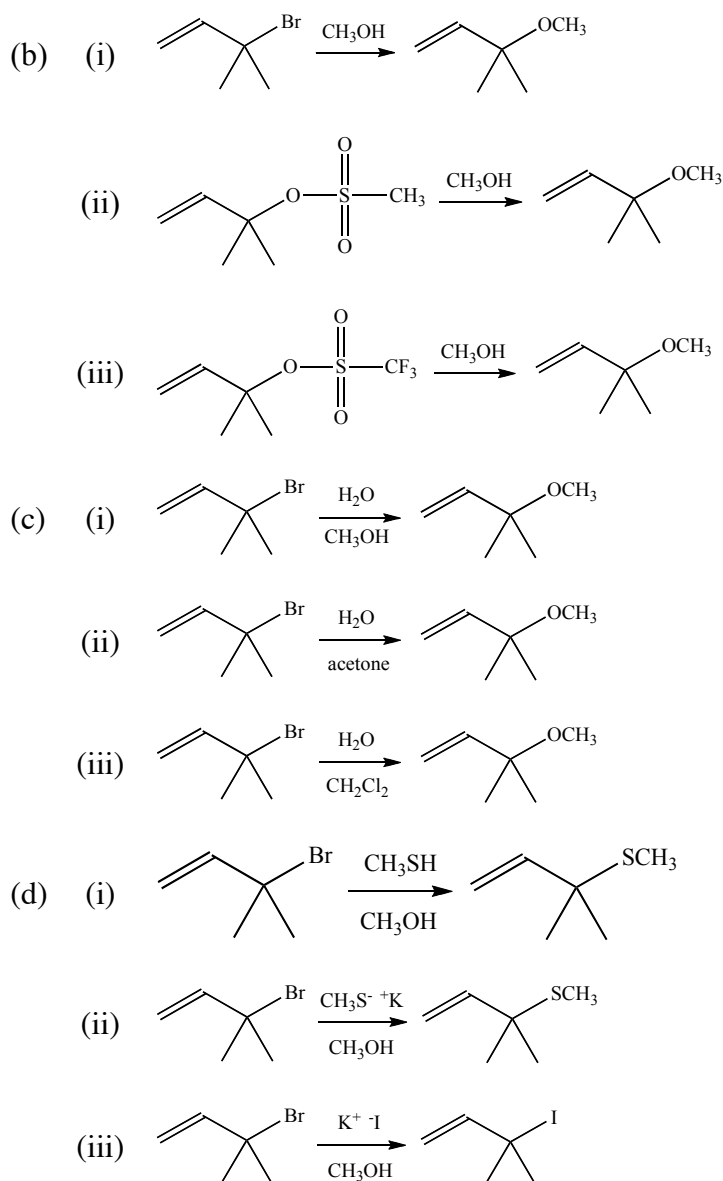 (b) (i) Br CH₃OH OCH₃
(ii) O O S CH₃ O CH₃OH OCH₃
(iii) O O S CF₃ O CH₃OH OCH₃
(c) (i) Br H₂O CH₃OH OCH₃
(ii) Br H₂O acetone OCH₃
(iii) Br H₂O CH₂Cl₂ OCH₃
(d) (i) Br CH₃SH CH₃OH SCH₃
(ii) Br CH₃S⁻ ⁺K CH₃OH SCH₃
(iii) Br K⁺ ⁻I CH₃OH I